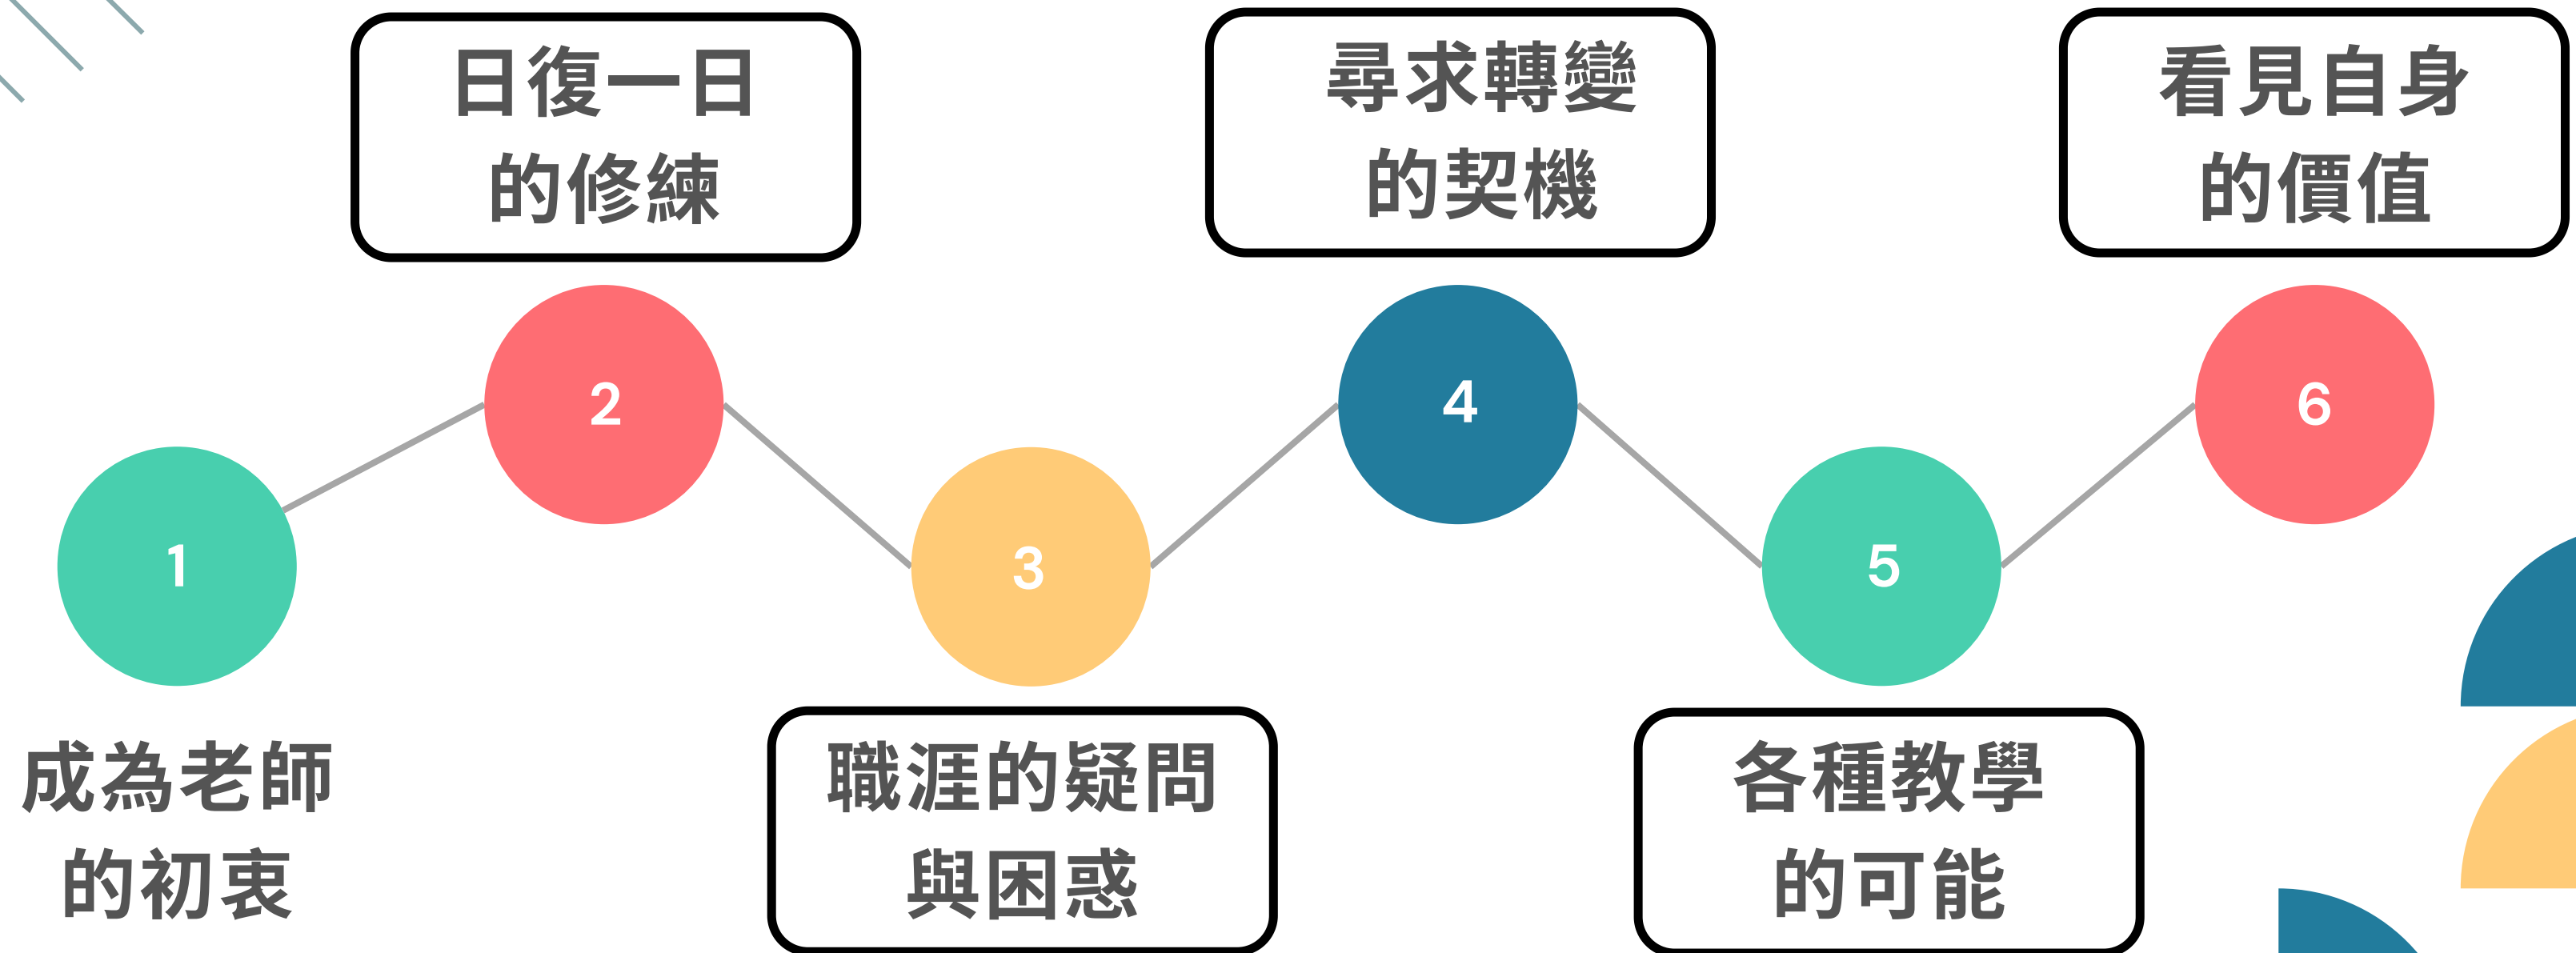 1
成為老師
的初衷
2
日復一日
的修練
3
職涯的疑問
與困惑
4
尋求轉變
的契機
5
各種教學
的可能
6
看見自身
的價值